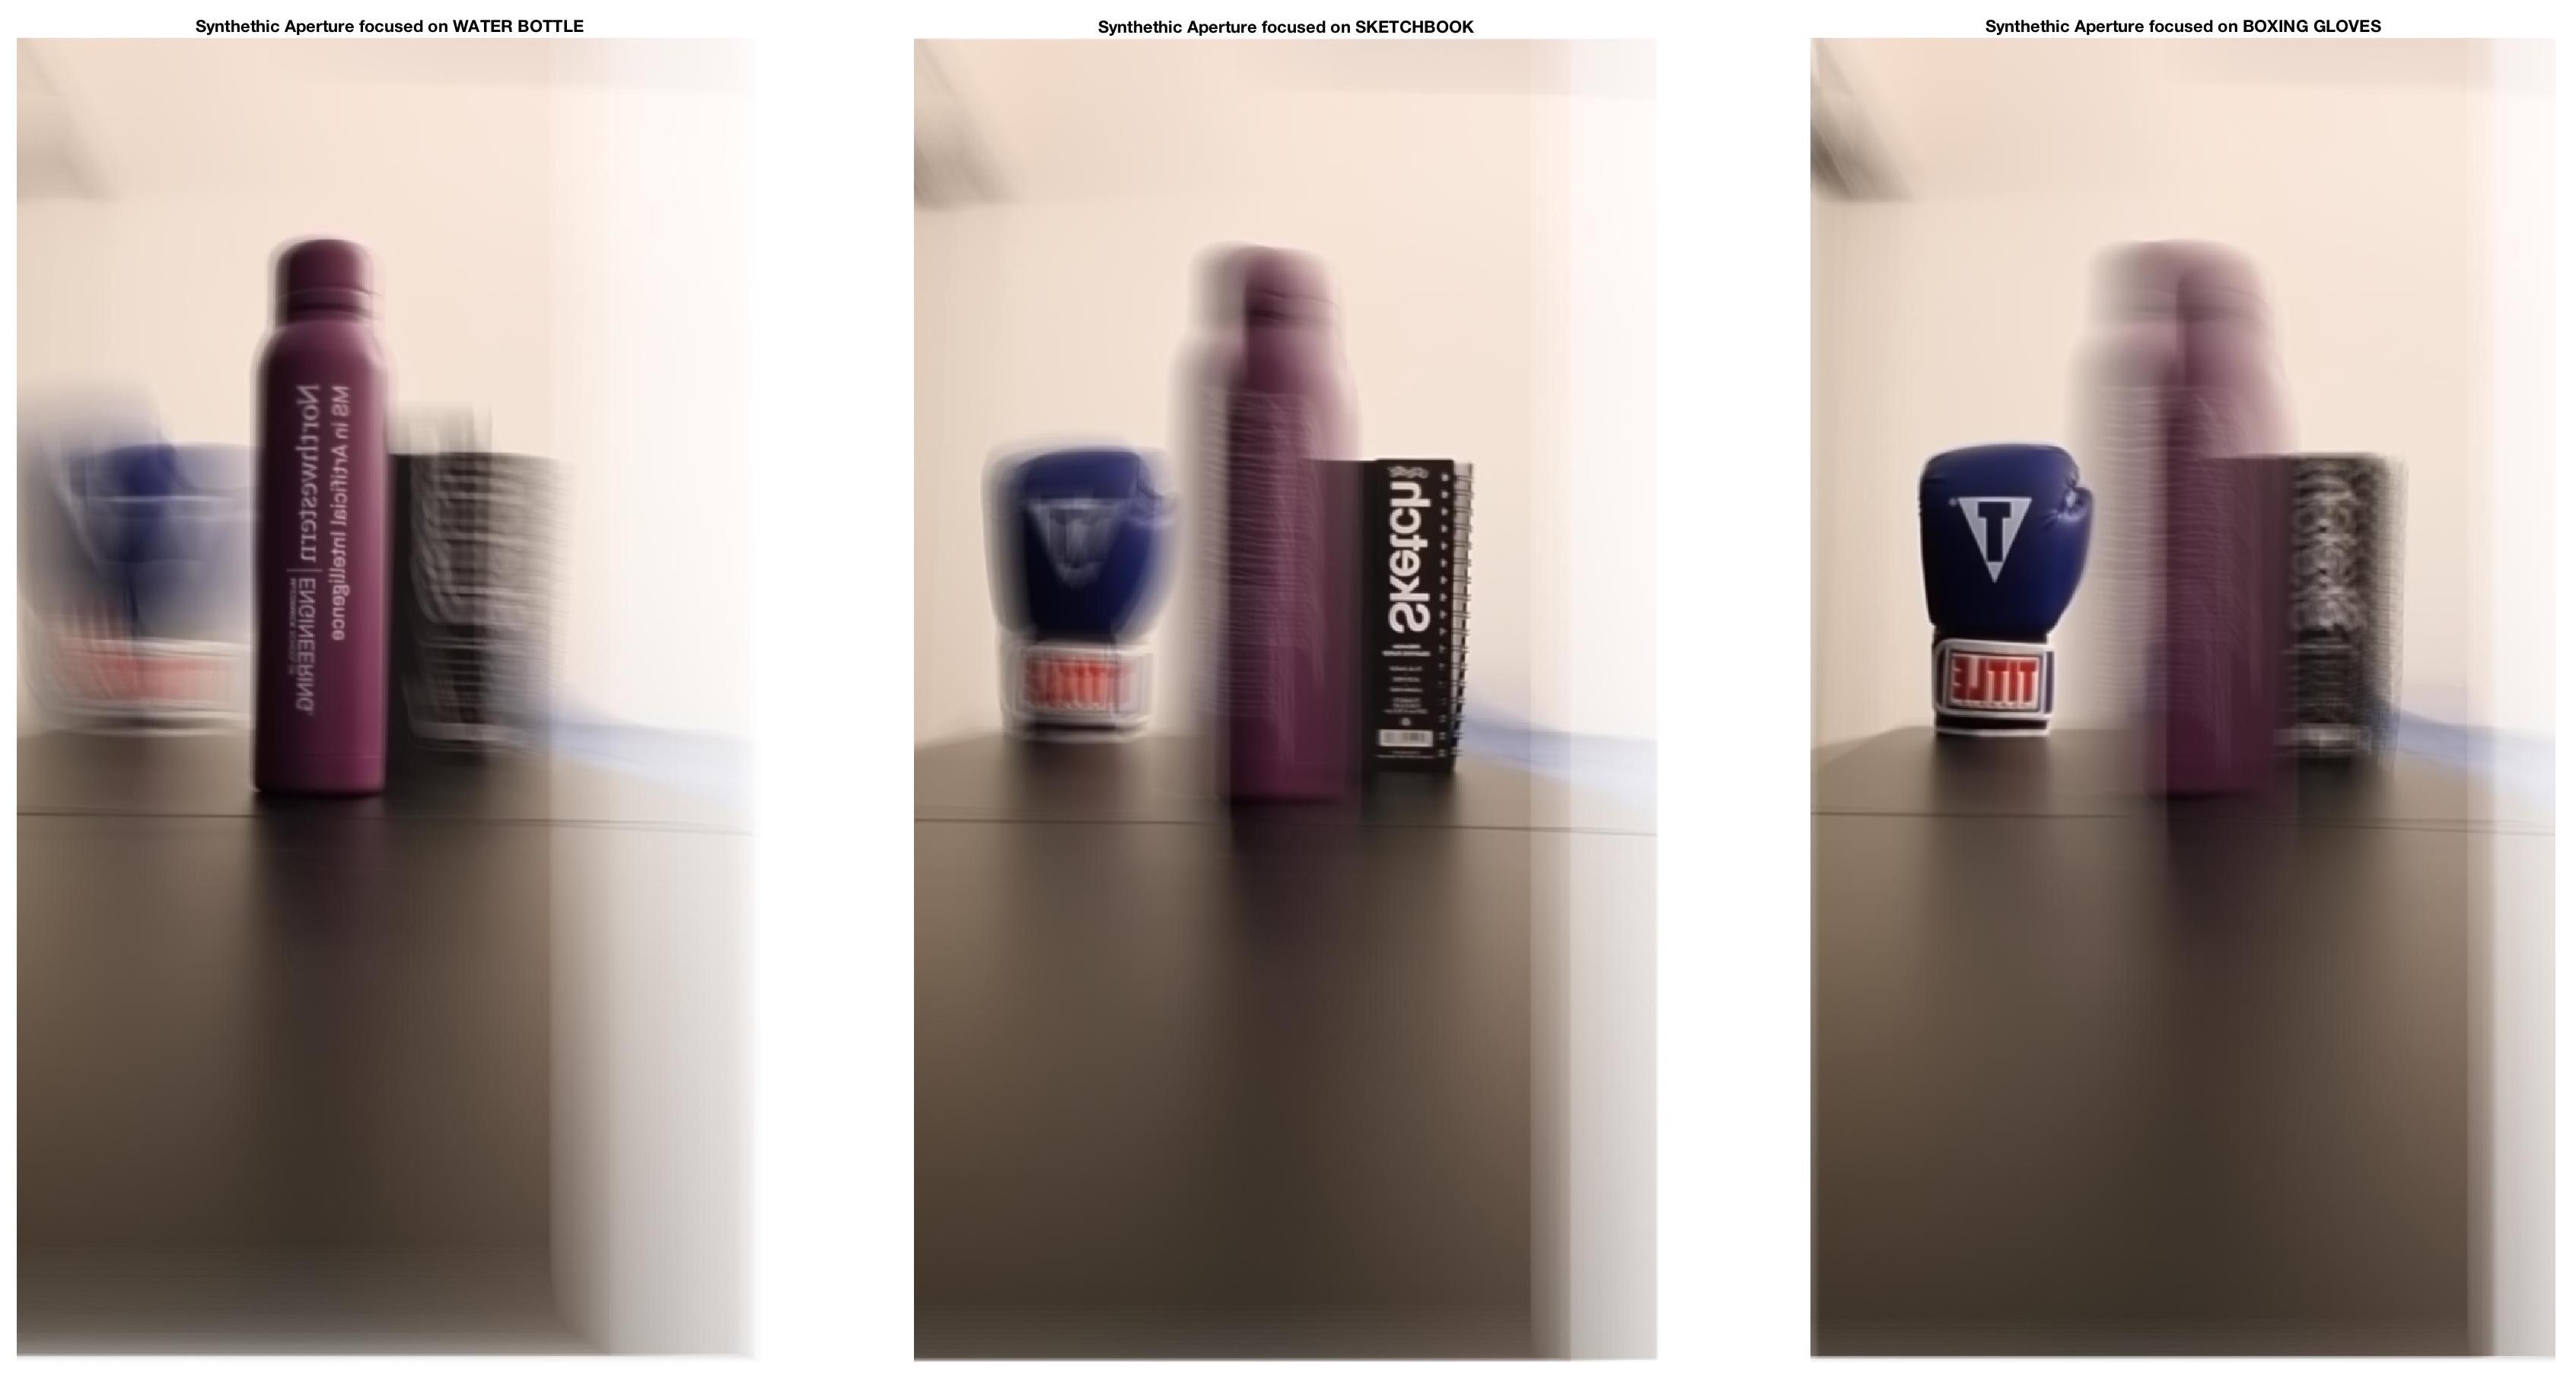 Synthethic Aperture focused on WATER BOTTLE
Synthethic Aperture focused on SKETCHBOOK
Synthethic Aperture focused on BOXING GLOVES
Northwestern | ENGINEERING
MS in Artificial Intelligence
Sketch
T
TITLE